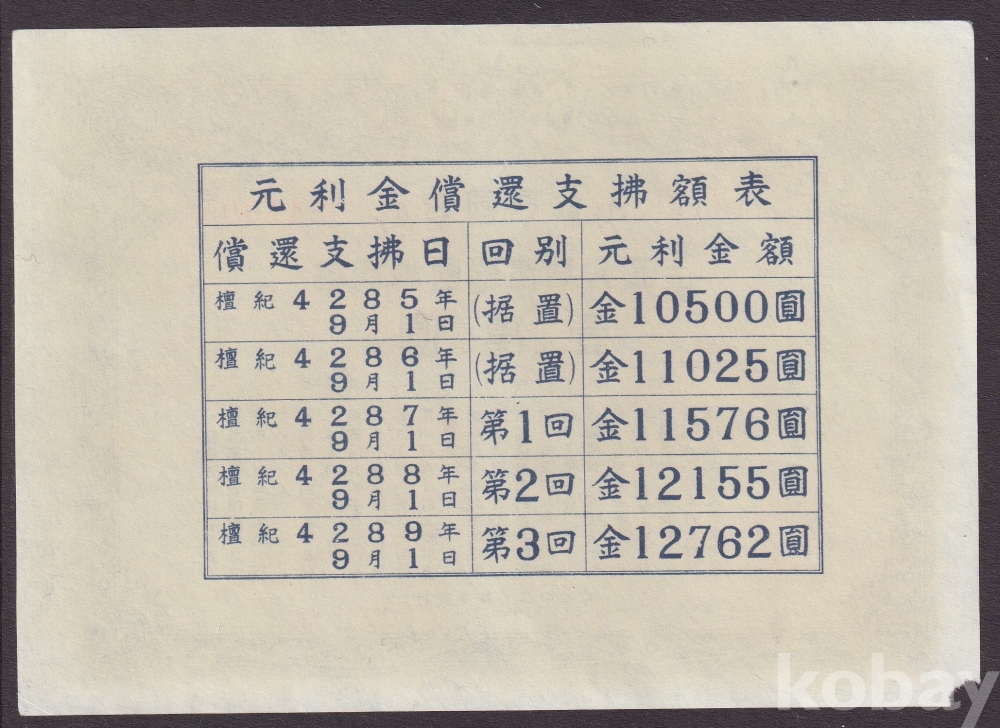 元利金償還支拂額表
償還支拂日 回別 元利金額
檀紀4285年 (据置) 金10500圓
9月1日
檀紀4286年 (据置) 金11025圓
9月1日
檀紀4287年 第1回 金11576圓
9月1日
檀紀4288年 第2回 金12155圓
9月1日
檀紀4289年 第3回 金12762圓
9月1日
kobay